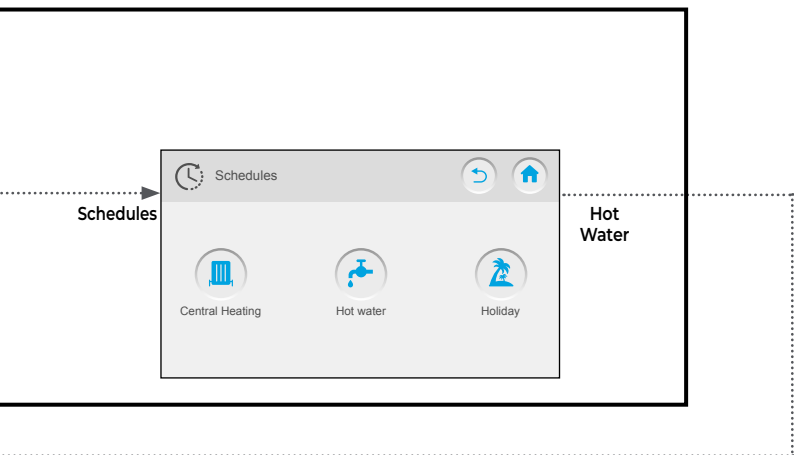 Schedules
Schedules
Hot
Water
Central Heating
Hot water
Holiday